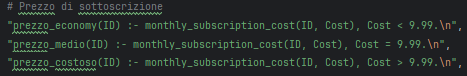 # Prezzo di sottoscrizione
"prezzo_economy(ID) :- monthly_subscription_cost(ID, Cost), Cost < 9.99.\n",
"prezzo_medio(ID) :- monthly_subscription_cost(ID, Cost), Cost = 9.99.\n",
"prezzo_costoso(ID) :- monthly_subscription_cost(ID, Cost), Cost > 9.99.\n",